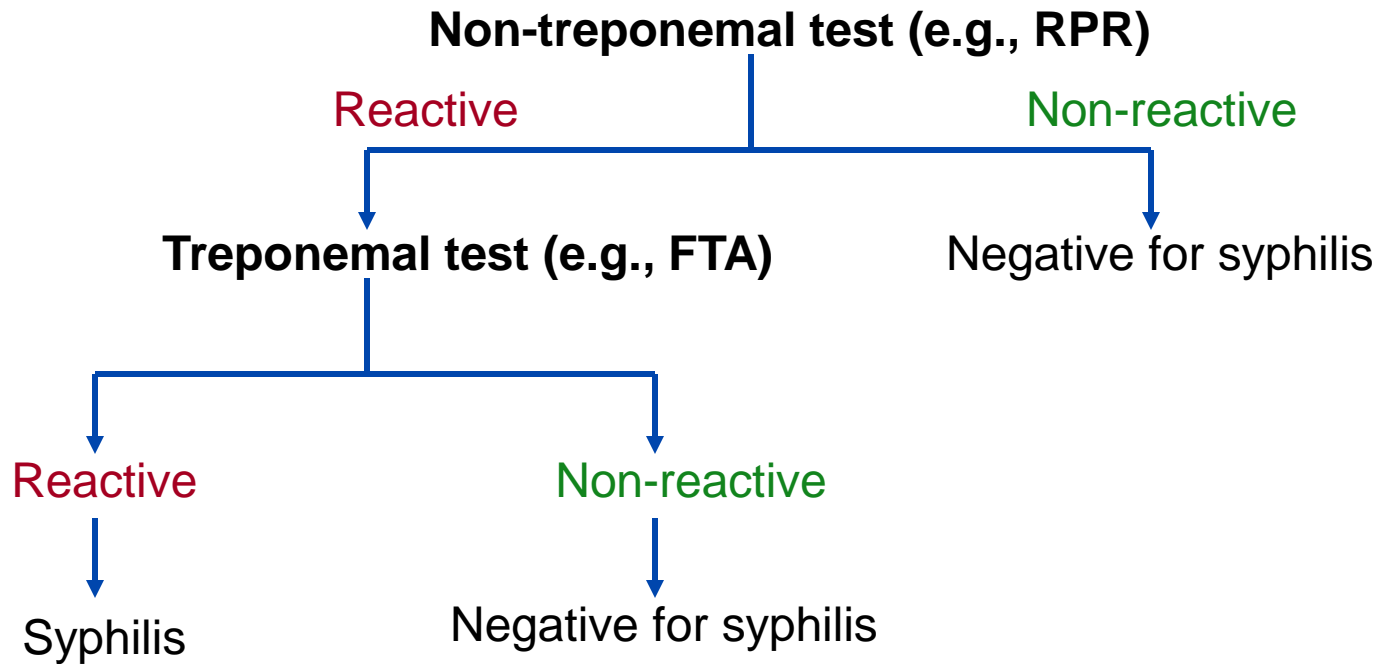 Non-treponemal test (e.g., RPR)
Reactive
Non-reactive
Treponemal test (e.g., FTA)
Negative for syphilis
Reactive
Non-reactive
Syphilis
Negative for syphilis